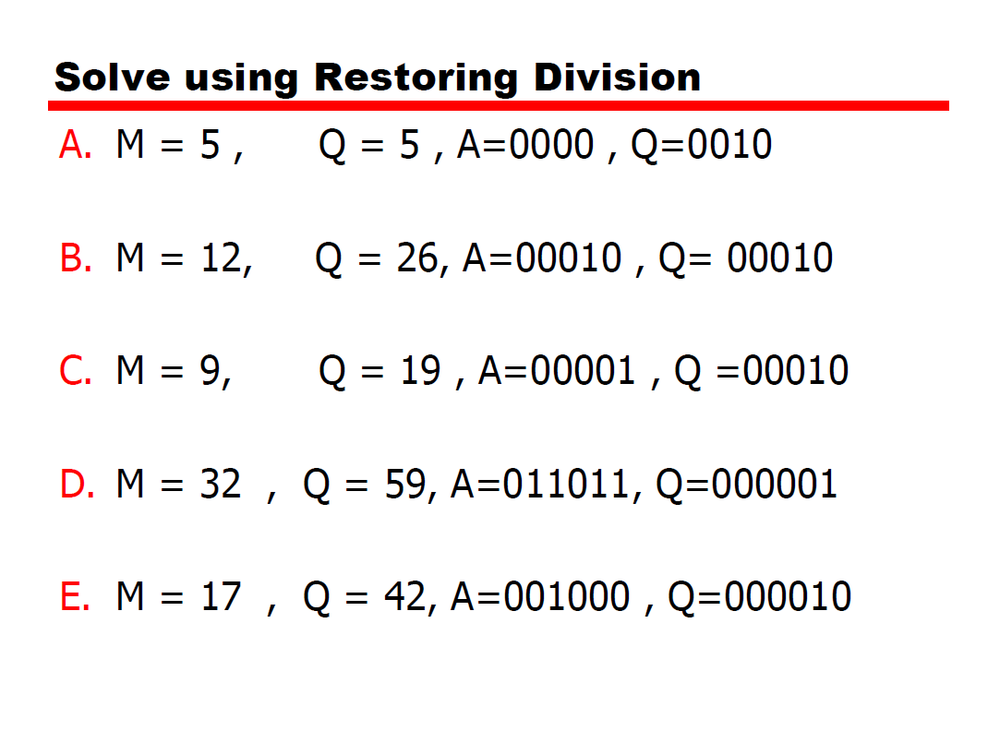 Solve using Restoring Division
A. M = 5 , Q = 5 , A=0000 , Q=0010
B. M = 12, Q = 26, A=00010 , Q= 00010
C. M = 9, Q = 19 , A=00001 , Q =00010
D. M = 32 , Q = 59, A=011011, Q=000001
E. M = 17 , Q = 42, A=001000 , Q=000010